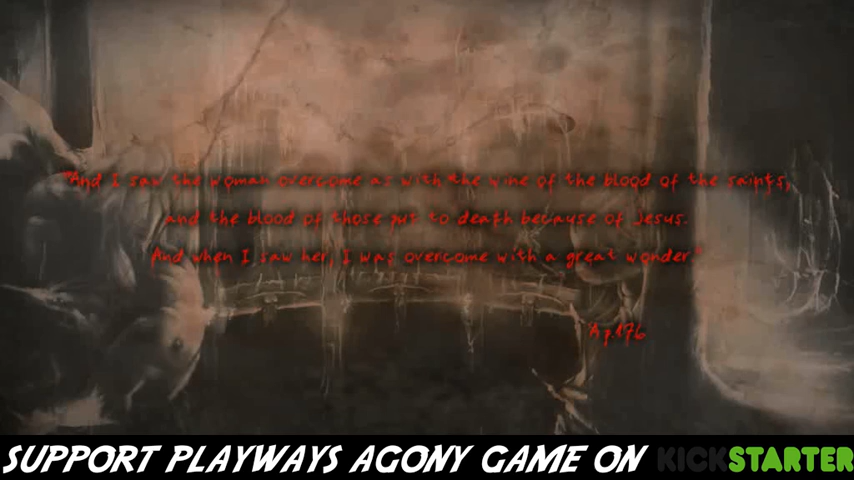 "And I saw the woman overcome as with the wine of the blood of the saints,
and the blood of those put to death because of Jesus.
And when I saw her, I was overcome with a great wonder"
Ap.176
SUPPORT PLAYWAYS AGONY GAME ON KICKSTARTER